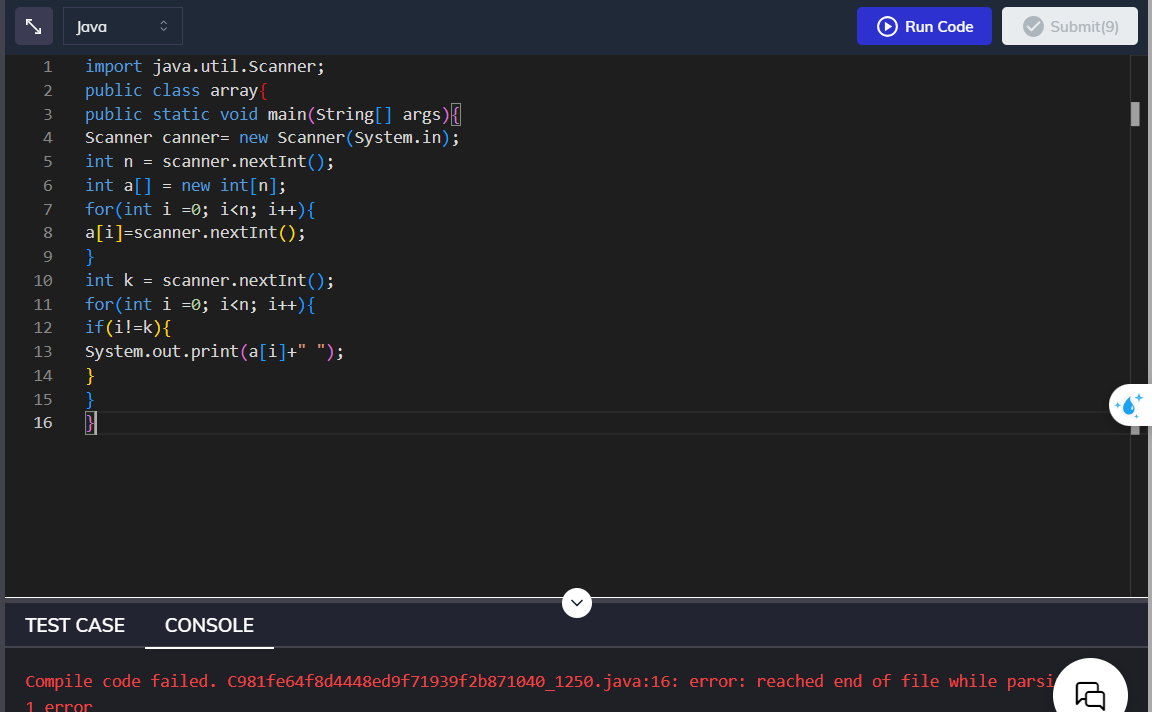 Java
Run Code
Submit(9)
1 import java.util.Scanner;
2 public class array{
3 public static void main(String[] args){
4 Scanner canner= new Scanner(System.in);
5 int n = scanner.nextInt();
6 int a[] = new int[n];
7 for(int i =0; i<n; i++){
8 a[i]=scanner.nextInt();
9 }
10 int k = scanner.nextInt();
11 for(int i =0; i<n; i++){
12 if(i!=k){
13 System.out.print(a[i]+" ");
14 }
15 }
16 }
TEST CASE
CONSOLE
Compile code failed. C981fe64f8d4448ed9f71939f2b871040_1250.java:16: error: reached end of file while parsi
1 error